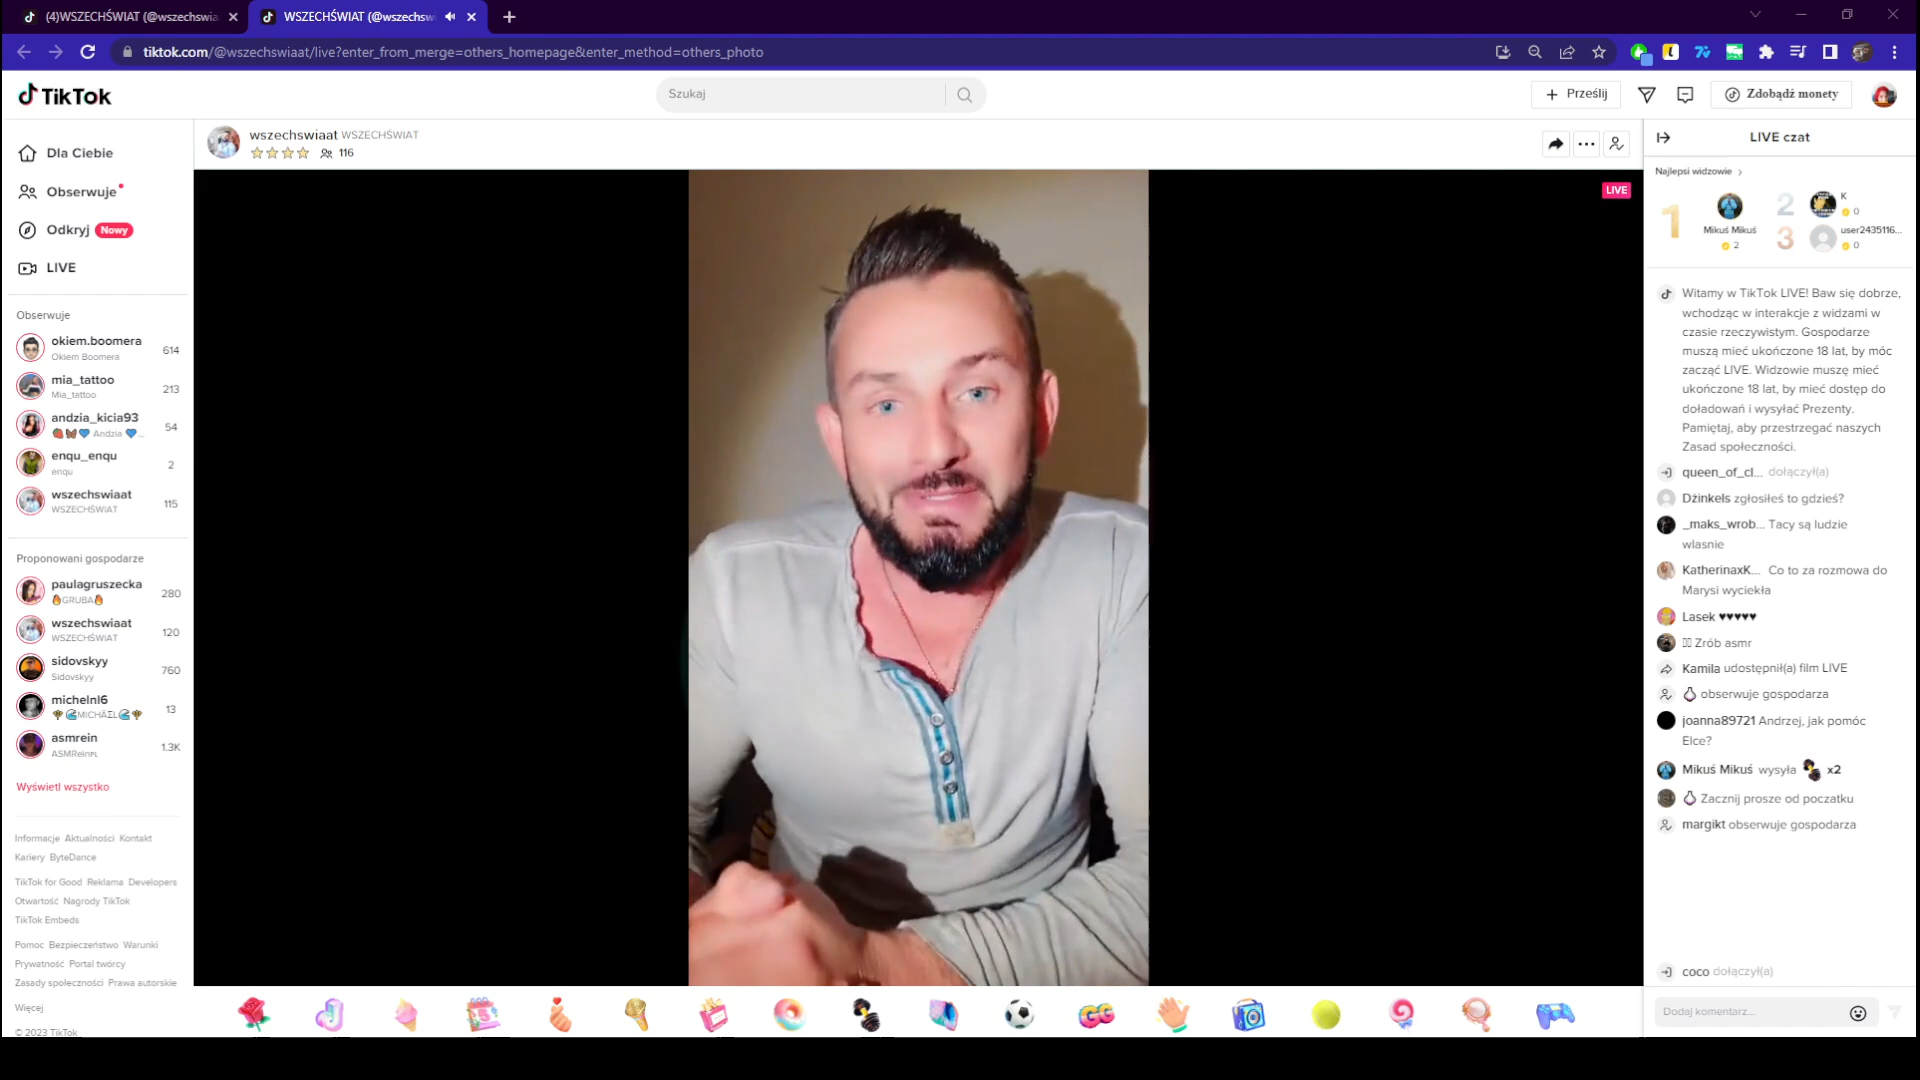 (4)WSZECHŚWIAT (@wszechswia
WSZECHŚWIAT (@wszechsw
tiktok.com/@wszechswiaat/live?enter_from_merge=others_homepage&enter_method=others_photo
TikTok
Szukaj
Prześlij
Zdobądź monety
Dla Ciebie
Obserwuje
Odkryj Nowy
LIVE
Obserwuje
okiem.boomera
Okiem Boomera
614
mia_tattoo
Mia_tattoo
213
andzia_kicia93
🍓🦋💙 Andzia 💙...
54
enqu_enqu
enqu
2
wszechswiaat
WSZECHŚWIAT
115
Proponowani gospodarze
paulagruszecka
🔥GRUBA🔥
280
wszechswiaat
WSZECHŚWIAT
120
sidovskyy
Sidovskyy
760
michelnl6
13
asmrein
ASMReinPL
1.3K
Wyświetl wszystko
Informacje Aktualności Kontakt
Kariery ByteDance
TikTok for Good Reklama Developers
Otwartość Nagrody TikTok
TikTok Embeds
Pomoc Bezpieczeństwo Warunki
Prywatność Portal twórcy
Zasady społeczności Prawa autorskie
Więcej
© 2023 TikTok
wszechswiaat WSZECHŚWIAT
116
LIVE
GG
LIVE czat
Najlepsi widzowie
1
Mikuś Mikuś
2
2
K
0
3
user2435116...
0
Witamy w TikTok LIVE! Baw się dobrze,
wchodząc w interakcje z widzami w
czasie rzeczywistym. Gospodarze
muszą mieć ukończone 18 lat, by móc
zacząć LIVE. Widzowie muszę mieć
ukończone 18 lat, by mieć dostęp do
doładowań i wysyłać Prezenty.
Pamiętaj, aby przestrzegać naszych
Zasad społeczności.
queen_of_cl... dołączył(a)
Dżinkels zgłosiłeś to gdzieś?
_maks_wrob... Tacy są ludzie
wlasnie
KatherinaxK... Co to za rozmowa do
Marysi wyciekła
Lasek ♥♥♥♥♥
Zrób asmr
Kamila udostępnił(a) film LIVE
obserwuje gospodarza
joanna89721 Andrzej, jak pomóc
Elce?
Mikuś Mikuś wysyła x2
Zacznij prosze od poczatku
margikt obserwuje gospodarza
coco dołączył(a)
Dodaj komentarz...